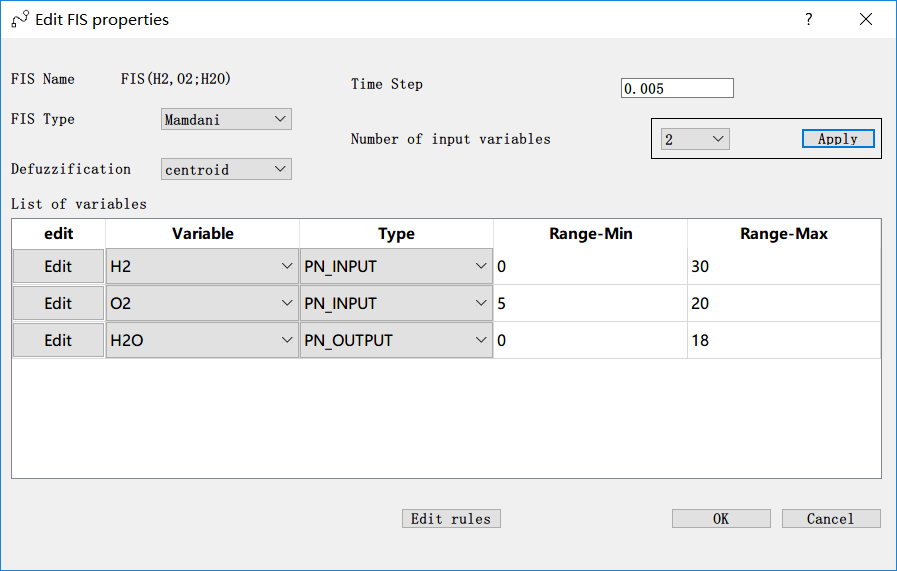 Edit FIS properties ?
FIS Name FIS(H2,O2;H2O)
Time Step 0.005
FIS Type Mamdani
Number of input variables 2 Apply
Defuzzification centroid
List of variables
edit Variable Type Range-Min Range-Max
Edit H2 PN_INPUT 0 30
Edit O2 PN_INPUT 5 20
Edit H2O PN_OUTPUT 0 18
Edit rules OK Cancel